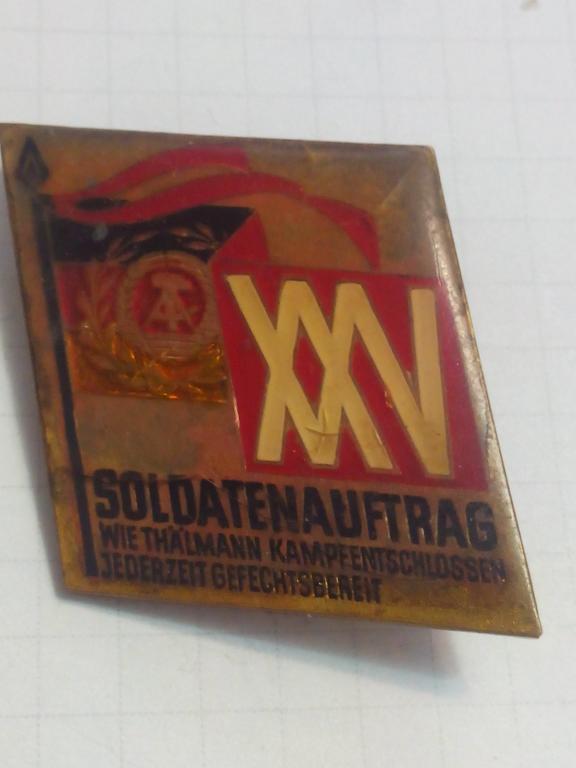 XXV
SOLDATENAUFTRAG
WIE THÄLMANN KAMPFENTSCHLOSSEN
JEDERZEIT GEFECHTSBEREIT